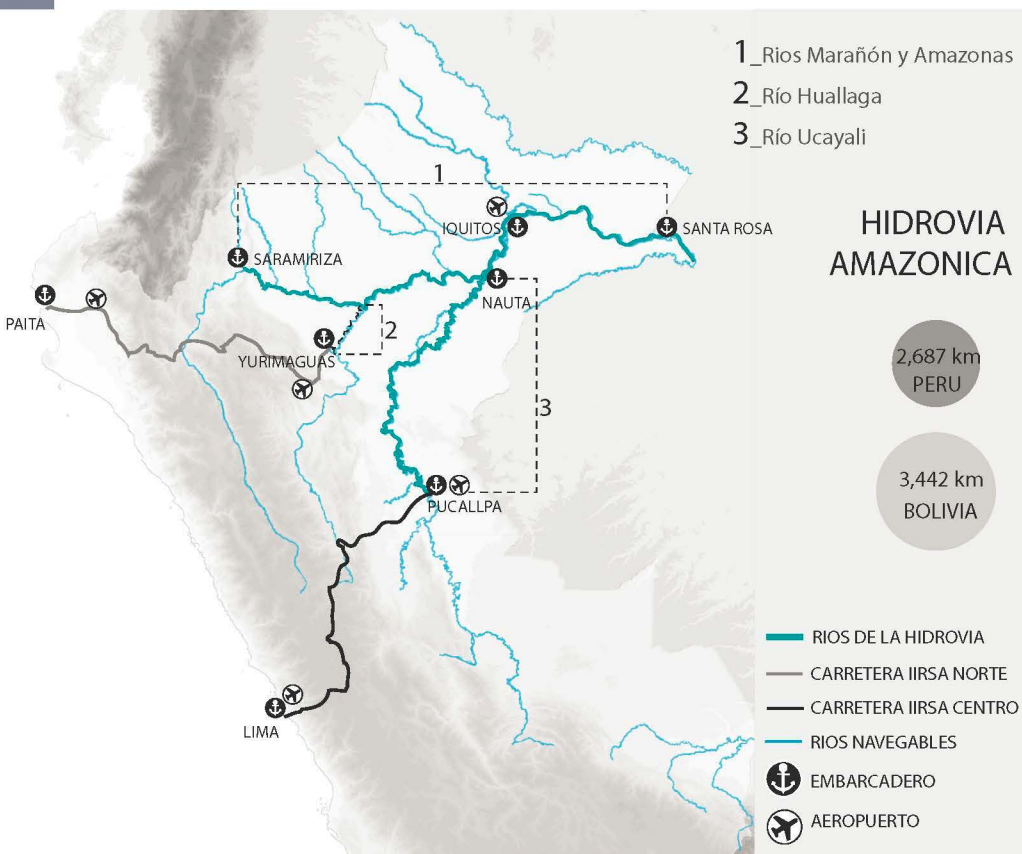 1_Rios Marañón y Amazonas
2_Río Huallaga
3_Río Ucayali
HIDROVIA
AMAZONICA
2,687 km
PERU
3,442 km
BOLIVIA
1
IQUITOS
SANTA ROSA
SARAMIRIZA
NAUTA
PAITA
2
YURIMAGUAS
3
PUCALLPA
LIMA
RIOS DE LA HIDROVIA
CARRETERA IIRSA NORTE
CARRETERA IIRSA CENTRO
RIOS NAVEGABLES
EMBARCADERO
AEROPUERTO